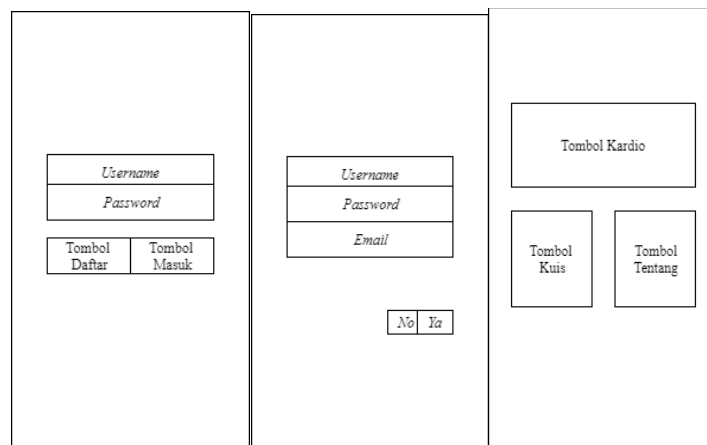 Username
Password
Tombol
Daftar
Tombol
Masuk
Username
Password
Email
No
Ya
Tombol Kardio
Tombol
Kuis
Tombol
Tentang